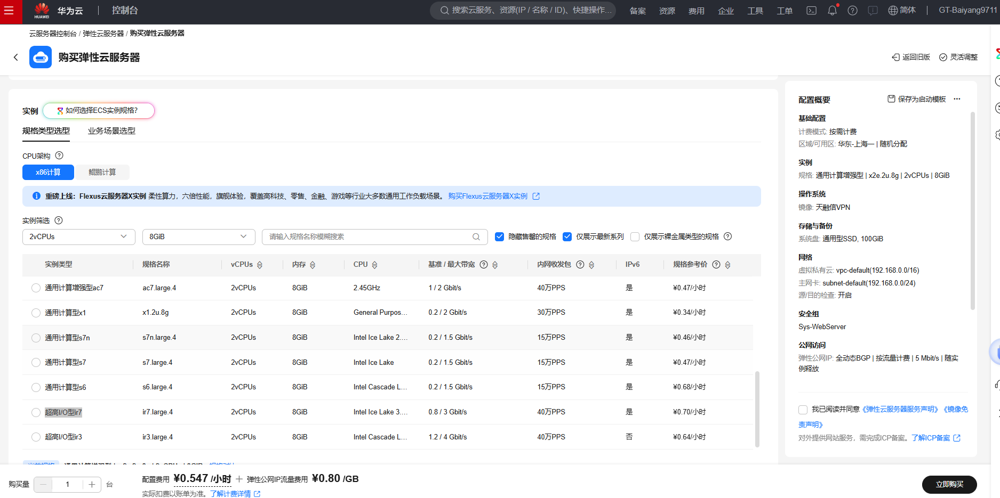 HUAWEI 华为云 | 控制台 搜索云服务、资源(IP / 名称 / ID)、快捷操作... 备案 资源 费用 企业 工具 工单 简体 | GT-Baiyang9711
云服务器控制台 / 弹性云服务器 / 购买弹性云服务器
购买弹性云服务器 返回旧版 灵活调整
实例 如何选择ECS实例规格?
规格类型选型 业务场景选型
CPU架构
x86计算 鲲鹏计算
重磅上线：Flexus云服务器X实例 柔性算力，六倍性能，旗舰体验，覆盖高科技、零售、金融、游戏等行业大多数通用工作负载场景。 购买Flexus云服务器X实例
实例筛选
2vCPUs 8GiB 请输入规格名称模糊搜索 隐藏售罄的规格 仅展示最新系列 仅展示裸金属类型的规格
实例类型 规格名称 vCPUs 内存 CPU 基准 / 最大带宽 内网收发包 IPv6 规格参考价
通用计算增强型ac7 ac7.large.4 2vCPUs 8GiB 2.45GHz 1 / 2 Gbit/s 40万PPS 是 ¥0.47/小时
通用计算型x1 x1.2u.8g 2vCPUs 8GiB General Purpos... 0.2 / 2 Gbit/s 30万PPS 是 ¥0.34/小时
通用计算型s7n s7n.large.4 2vCPUs 8GiB Intel Ice Lake 2.... 0.2 / 1.5 Gbit/s 15万PPS 是 ¥0.46/小时
通用计算型s7 s7.large.4 2vCPUs 8GiB Intel Ice Lake 0.2 / 1.5 Gbit/s 15万PPS 是 ¥0.47/小时
通用计算型s6 s6.large.4 2vCPUs 8GiB Intel Cascade L... 0.2 / 1.5 Gbit/s 15万PPS 是 ¥0.68/小时
超高I/O型ir7 ir7.large.4 2vCPUs 8GiB Intel Ice Lake 3.... 0.8 / 3 Gbit/s 40万PPS 是 ¥0.70/小时
超高I/O型ir3 ir3.large.4 2vCPUs 8GiB Intel Cascade L... 1.2 / 4 Gbit/s 40万PPS 否 ¥0.64/小时
配置概要 保存为启动模板 ...
基础配置
计费模式: 按需计费
区域/可用区: 华东-上海一 | 随机分配
实例
规格: 通用计算增强型 | x2e.2u.8g | 2vCPUs | 8GiB
操作系统
镜像: 天融信VPN
存储与备份
系统盘: 通用型SSD, 100GiB
网络
虚拟私有云: vpc-default(192.168.0.0/16)
主网卡: subnet-default(192.168.0.0/24)
源/目的检查: 开启
安全组
Sys-WebServer
公网访问
弹性公网IP: 全动态BGP | 按流量计费 | 5 Mbit/s | 随实
例释放
我已阅读并同意《弹性云服务器服务声明》《镜像免
责声明》
对外提供网站服务，需完成ICP备案。了解ICP备案
购买量 1 台 配置费用 ¥0.547 /小时 + 弹性公网IP流量费用 ¥0.80 /GB
实际扣费以账单为准。了解计费详情
立即购买